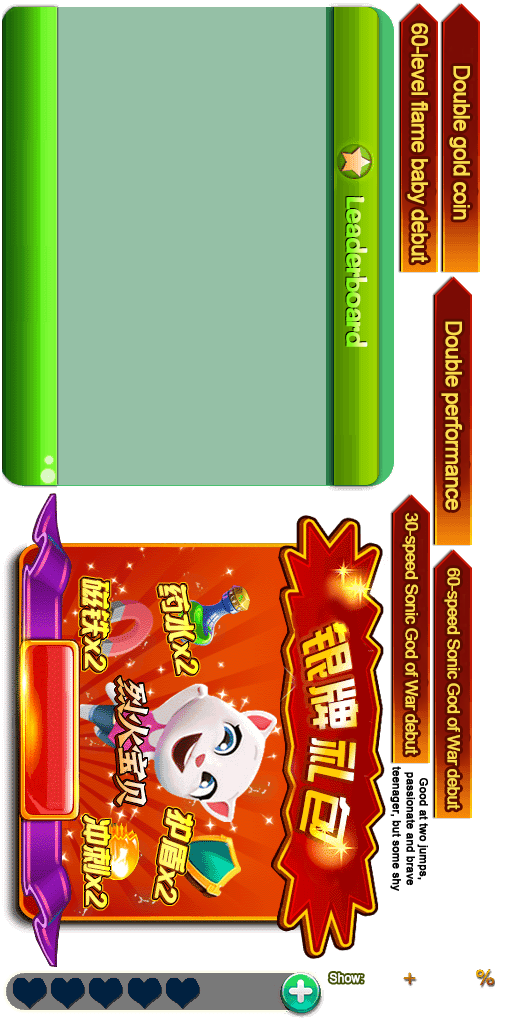 Double gold coin
60-level flame baby debut
Leaderboard
Double performance
60-speed Sonic God of War debut
30-speed Sonic God of War debut
Good at two jumps,
passionate and brave
teenager, but some shy
银牌礼包
药水x2
磁铁x2
烈火宝贝
护盾x2
冲刺x2
Show:
+
%